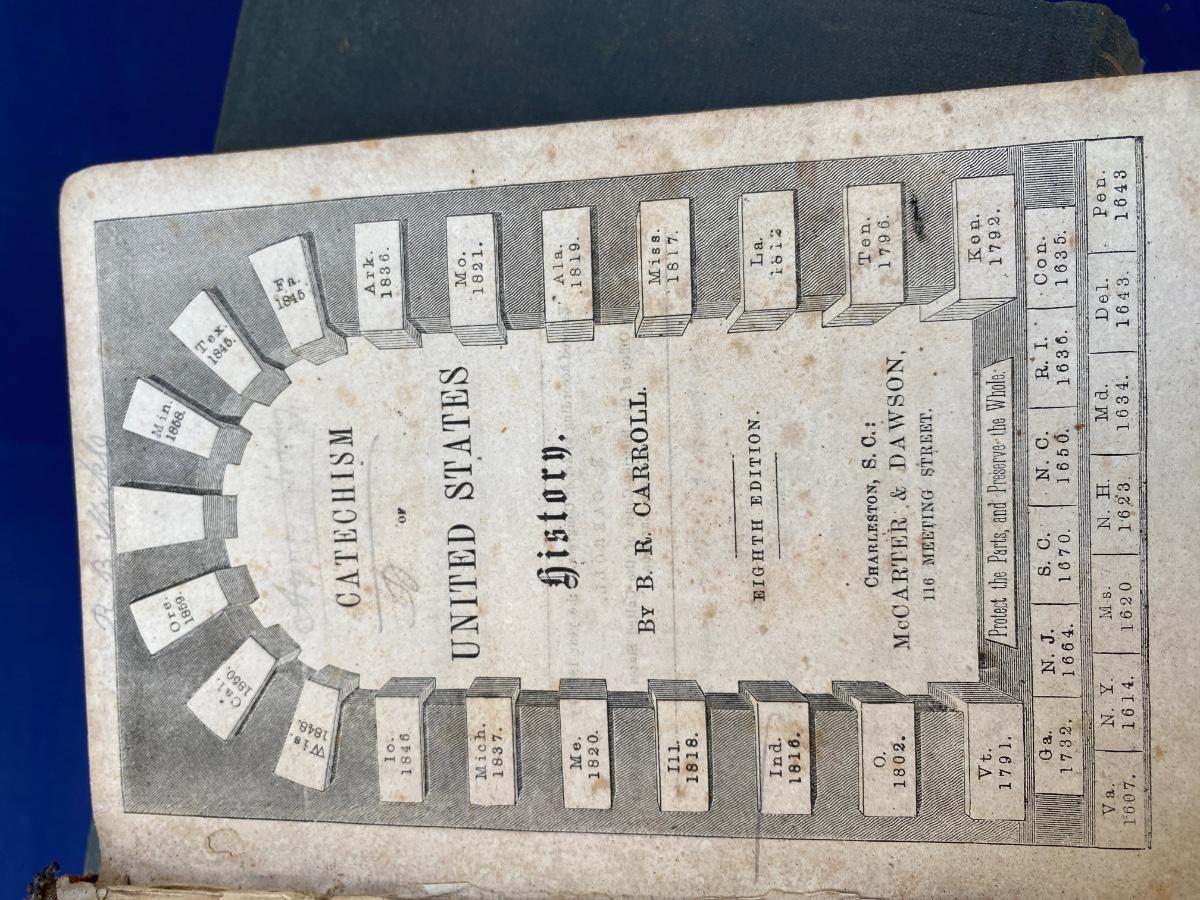 Min.
1858.
Ore.
1859.
Tex.
1845.
Cal.
1850.
Fa.
1845
Wis.
1848.
CATECHISM
OF
UNITED STATES
History.
BY B. R. CARROLL.
EIGHTH EDITION.
CHARLESTON, S. C.:
McCARTER & DAWSON,
116 MEETING STREET.
Io.
1846.
Ark.
1836.
Mich.
1837.
Mo.
1821.
Me.
1820.
Ala.
1819.
Ill.
1818.
Miss.
1817.
Ind.
1816.
La.
1812
O.
1802.
Ten.
1796.
Vt.
1791.
Ken.
1792.
Protect the Parts, and Preserve the Whole:
Ga. N. J. S. C. N. C. R. I. Con.
1732. 1664. 1670. 1650. 1636. 1635.
Va. N. Y. Ms. N. H. Md. Del. Pen.
1607. 1614. 1620 1623. 1634. 1643. 1643